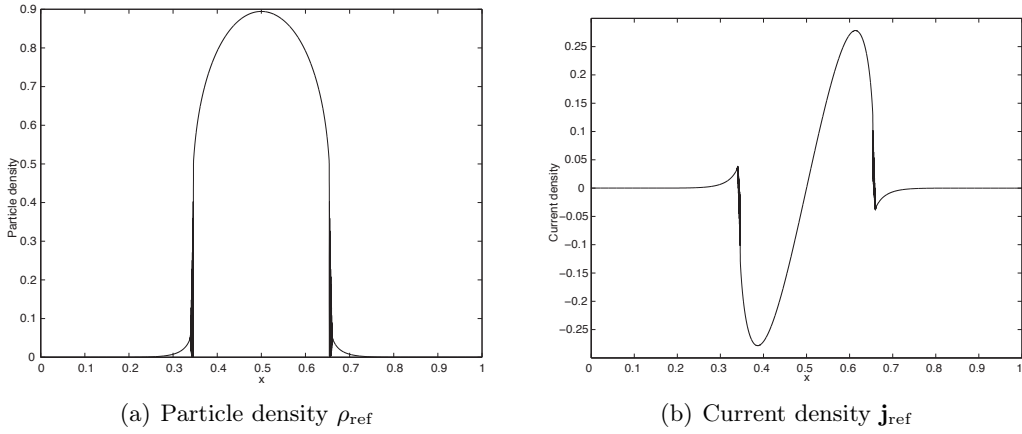 0.9
0.8
0.7
0.6
0.5
0.4
0.3
0.2
0.1
0
Particle density
0 0.1 0.2 0.3 0.4 0.5 0.6 0.7 0.8 0.9 1
x
(a) Particle density ρref
0.25
0.2
0.15
0.1
0.05
0
−0.05
−0.1
−0.15
−0.2
−0.25
Current density
0 0.1 0.2 0.3 0.4 0.5 0.6 0.7 0.8 0.9 1
x
(b) Current density jref